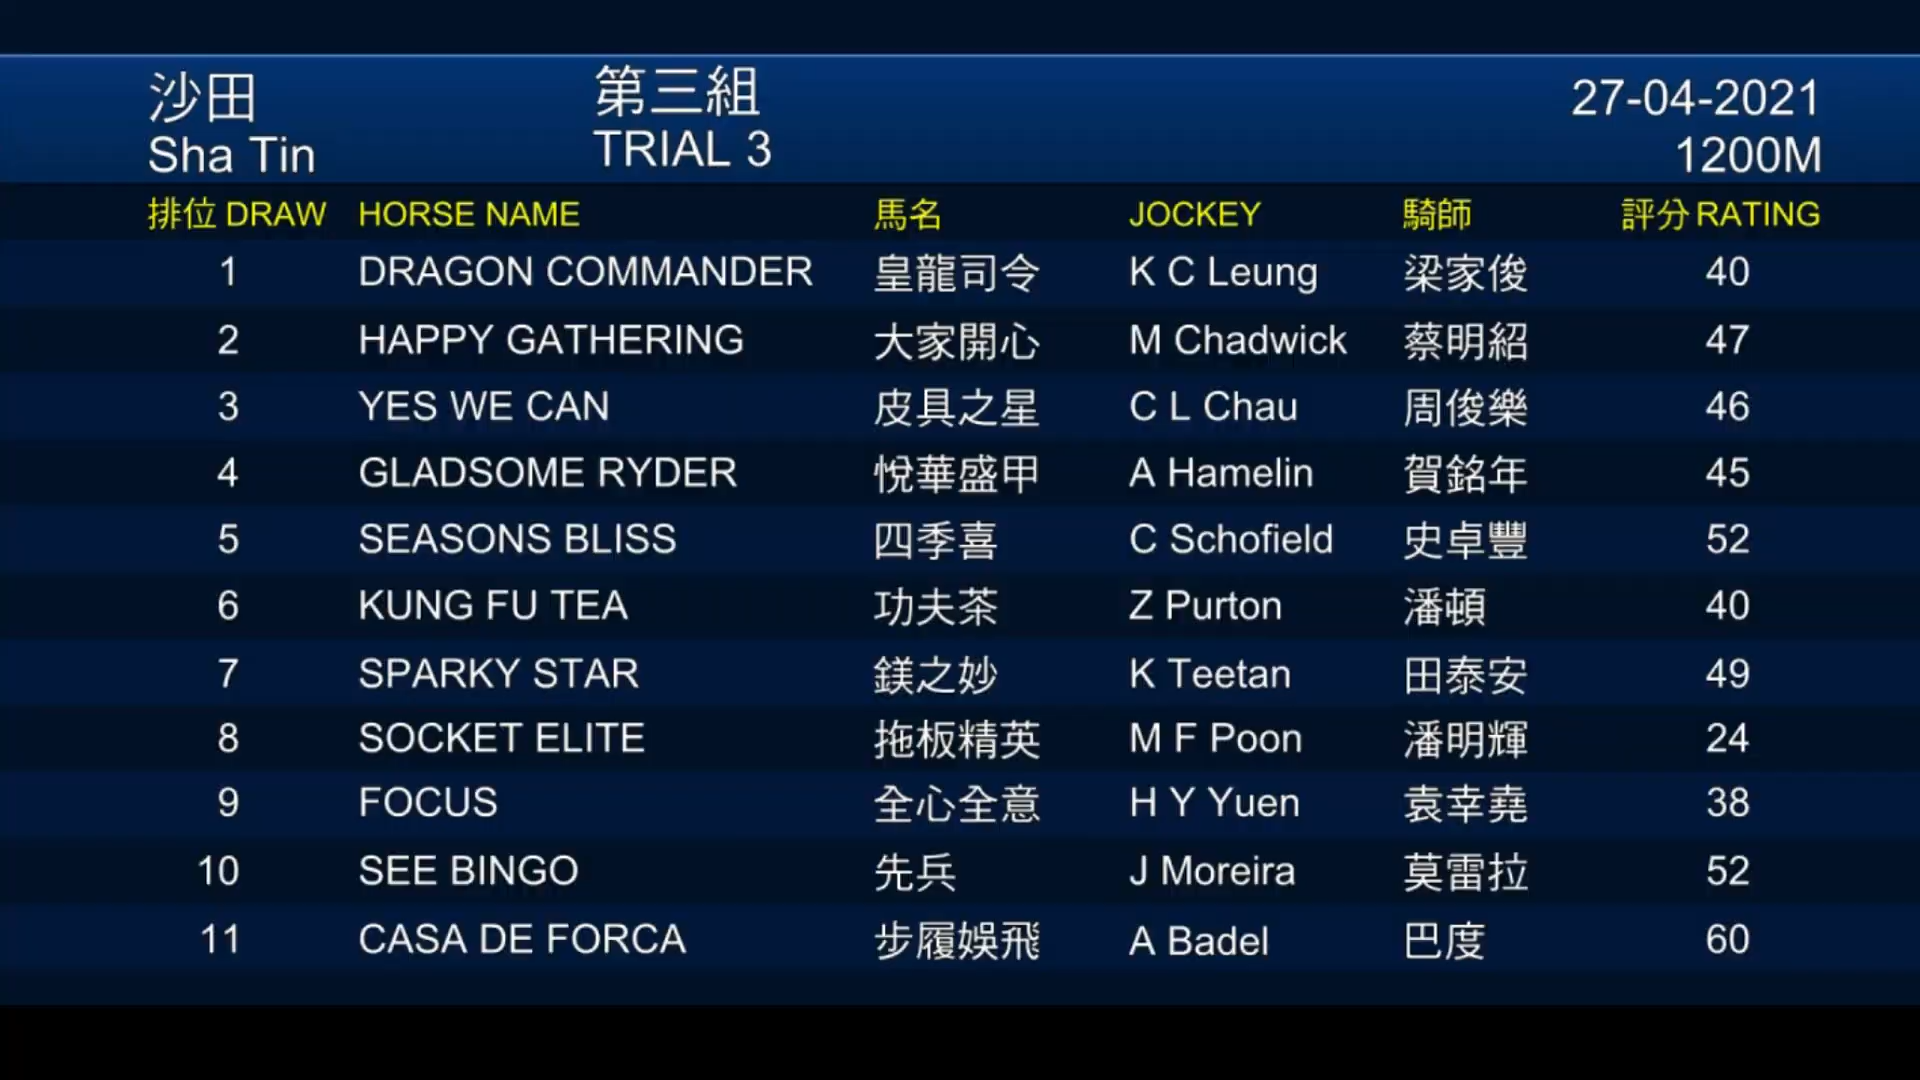 沙田 第三組 27-04-2021
Sha Tin TRIAL 3 1200M
排位 DRAW HORSE NAME 馬名 JOCKEY 騎師 評分 RATING
1 DRAGON COMMANDER 皇龍司令 K C Leung 梁家俊 40
2 HAPPY GATHERING 大家開心 M Chadwick 蔡明紹 47
3 YES WE CAN 皮具之星 C L Chau 周俊樂 46
4 GLADSOME RYDER 悅華盛甲 A Hamelin 賀銘年 45
5 SEASONS BLISS 四季喜 C Schofield 史卓豐 52
6 KUNG FU TEA 功夫茶 Z Purton 潘頓 40
7 SPARKY STAR 鎂之妙 K Teetan 田泰安 49
8 SOCKET ELITE 拖板精英 M F Poon 潘明輝 24
9 FOCUS 全心全意 H Y Yuen 袁幸堯 38
10 SEE BINGO 先兵 J Moreira 莫雷拉 52
11 CASA DE FORCA 步履娛飛 A Badel 巴度 60